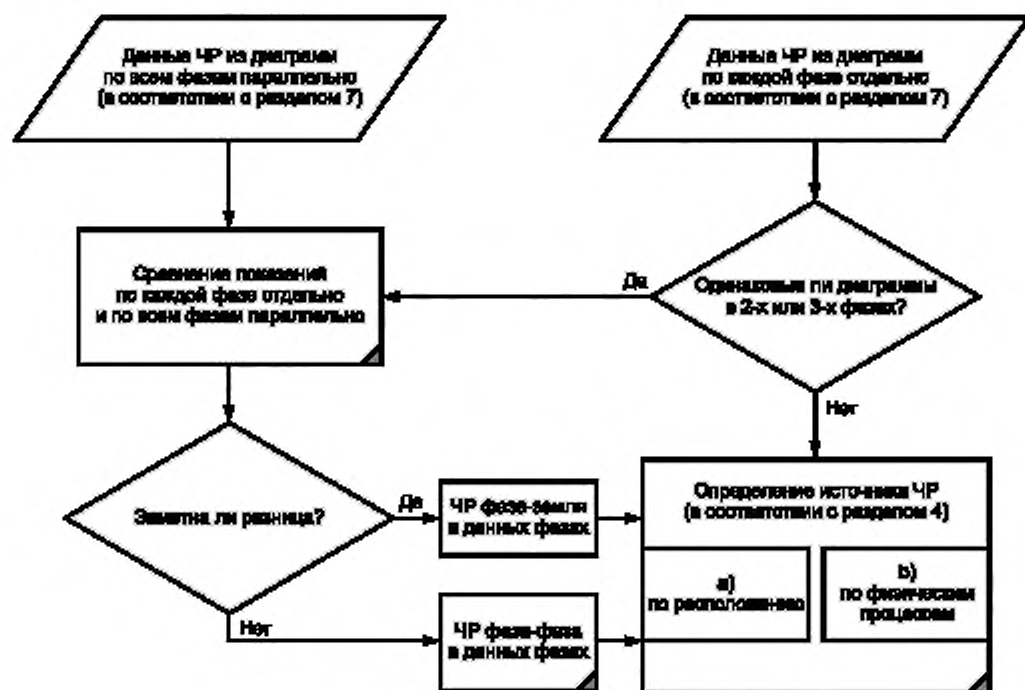 Данные ЧР из диаграмм
по всем фазам параллельно
(в соответствии с разделом 7)
Данные ЧР из диаграмм
по каждой фазе отдельно
(в соответствии с разделом 7)
Сравнение показаний
по каждой фазе отдельно
и по всем фазам параллельно
Да
Одинаковые ли диаграммы
в 2-х или 3-х фазах?
Нет
Заметна ли разница?
Да
ЧР фаза-земля
в данных фазах
Нет
ЧР фаза-фаза
в данных фазах
Определение источника ЧР
(в соответствии с разделом 4)
a)
по расположению
b)
по физическим
процессам